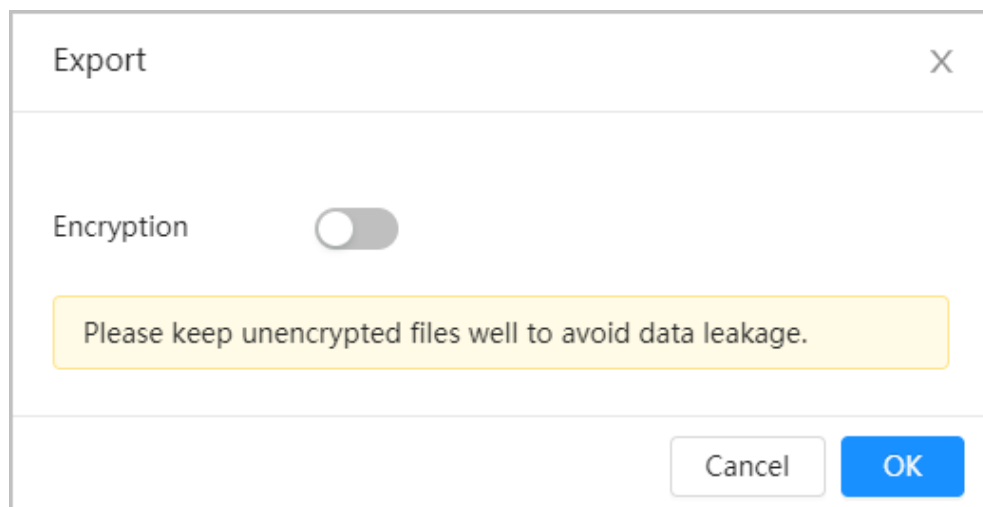 Export
X
Encryption
Please keep unencrypted files well to avoid data leakage.
Cancel
OK